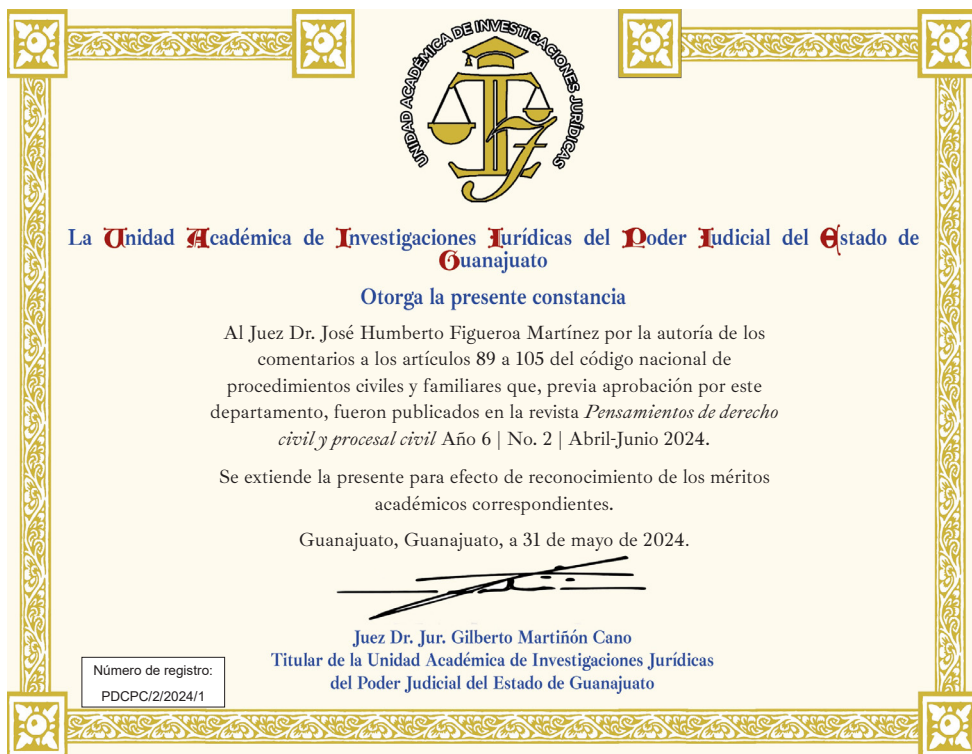 UNIDAD ACADÉMICA DE INVESTIGACIONES JURÍDICAS
La Unidad Académica de Investigaciones Jurídicas del Poder Judicial del Estado de
Guanajuato
Otorga la presente constancia
Al Juez Dr. José Humberto Figueroa Martínez por la autoría de los
comentarios a los artículos 89 a 105 del código nacional de
procedimientos civiles y familiares que, previa aprobación por este
departamento, fueron publicados en la revista Pensamientos de derecho
civil y procesal civil Año 6 | No. 2 | Abril-Junio 2024.
Se extiende la presente para efecto de reconocimiento de los méritos
académicos correspondientes.
Guanajuato, Guanajuato, a 31 de mayo de 2024.
Juez Dr. Jur. Gilberto Martiñón Cano
Titular de la Unidad Académica de Investigaciones Jurídicas
del Poder Judicial del Estado de Guanajuato
Número de registro:
PDCPC/2/2024/1